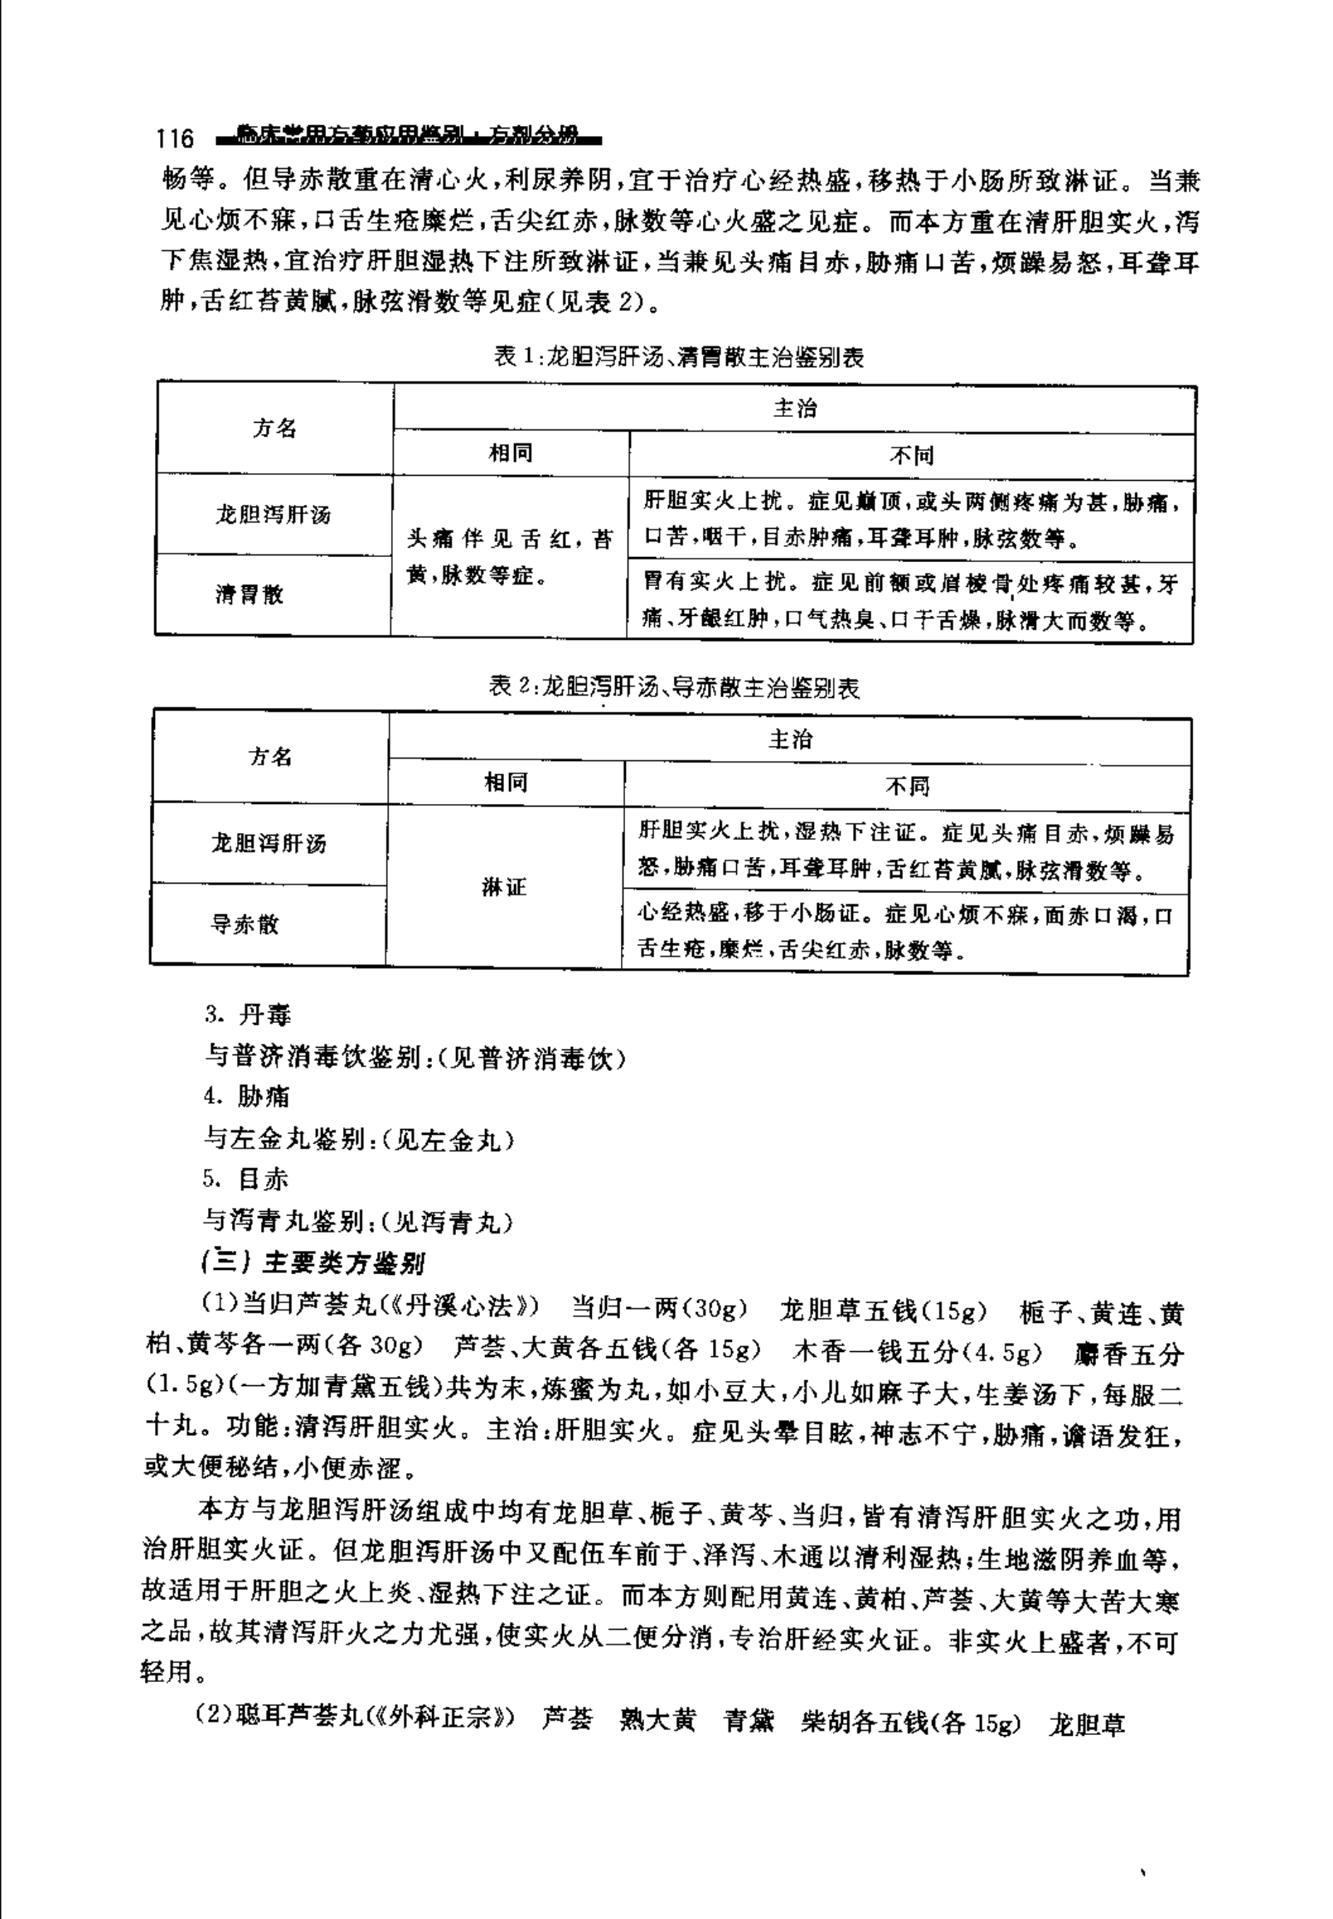 116 临床常用方药应用鉴别·方剂分册
畅等。但导赤散重在清心火,利尿养阴,宜于治疗心经热盛,移热于小肠所致淋证。当兼
见心烦不寐,口舌生疮糜烂,舌尖红赤,脉数等心火盛之见症。而本方重在清肝胆实火,泻
下焦湿热,宜治疗肝胆湿热下注所致淋证,当兼见头痛目赤,胁痛口苦,烦躁易怒,耳聋耳
肿,舌红苔黄腻,脉弦滑数等见症(见表2)。
表1:龙胆泻肝汤、清胃散主治鉴别表
方名
主治
相同
不同
龙胆泻肝汤
头痛伴见舌红,苔
黄,脉数等症。
肝胆实火上扰。症见巅顶,或头两侧疼痛为甚,胁痛,
口苦,咽干,目赤肿痛,耳聋耳肿,脉弦数等。
清胃散
胃有实火上扰。症见前额或眉棱骨处疼痛较甚,牙
痛、牙龈红肿,口气热臭、口干舌燥,脉滑大而数等。
表2:龙胆泻肝汤、导赤散主治鉴别表
方名
主治
相同
不同
龙胆泻肝汤
淋证
肝胆实火上扰,湿热下注证。症见头痛目赤,烦躁易
怒,胁痛口苦,耳聋耳肿,舌红苔黄腻,脉弦滑数等。
导赤散
心经热盛,移于小肠证。症见心烦不寐,面赤口渴,口
舌生疮,糜烂,舌尖红赤,脉数等。
3. 丹毒
与普济消毒饮鉴别:(见普济消毒饮)
4. 胁痛
与左金丸鉴别:(见左金丸)
5. 目赤
与泻青丸鉴别:(见泻青丸)
(三)主要类方鉴别
(1)当归芦荟丸(《丹溪心法》) 当归一两(30g) 龙胆草五钱(15g) 栀子、黄连、黄
柏、黄芩各一两(各30g) 芦荟、大黄各五钱(各15g) 木香一钱五分(4.5g) 麝香五分
(1.5g)(一方加青黛五钱)共为末,炼蜜为丸,如小豆大,小儿如麻子大,生姜汤下,每服二
十丸。功能:清泻肝胆实火。主治:肝胆实火。症见头晕目眩,神志不宁,胁痛,谵语发狂,
或大便秘结,小便赤涩。
本方与龙胆泻肝汤组成中均有龙胆草、栀子、黄芩、当归,皆有清泻肝胆实火之功,用
治肝胆实火证。但龙胆泻肝汤中又配伍车前于、泽泻、木通以清利湿热;生地滋阴养血等,
故适用于肝胆之火上炎、湿热下注之证。而本方则配用黄连、黄柏、芦荟、大黄等大苦大寒
之品,故其清泻肝火之力尤强,使实火从二便分消,专治肝经实火证。非实火上盛者,不可
轻用。
(2)聪耳芦荟丸(《外科正宗》) 芦荟 熟大黄 青黛 柴胡各五钱(各15g) 龙胆草